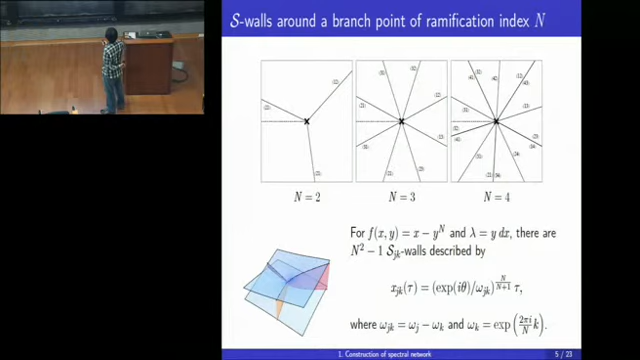 S-walls around a branch point of ramification index N
N = 2
N = 3
N = 4
For f(x, y) = x − y^N and λ = y dx, there are
N² − 1 S_jk-walls described by
x_jk(τ) = (exp(iθ)/ω_jk)^{N/(N+1)} τ,
where ω_jk = ω_j − ω_k and ω_k = exp(2πi/N k).
1. Construction of spectral network
5 / 23